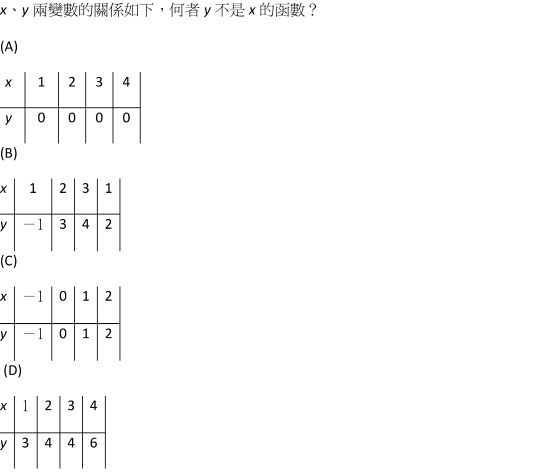 x、y 兩變數的關係如下，何者 y 不是 x 的函數？
(A)
x 1 2 3 4
y 0 0 0 0
(B)
x 1 2 3 1
y －1 3 4 2
(C)
x －1 0 1 2
y －1 0 1 2
(D)
x 1 2 3 4
y 3 4 4 6